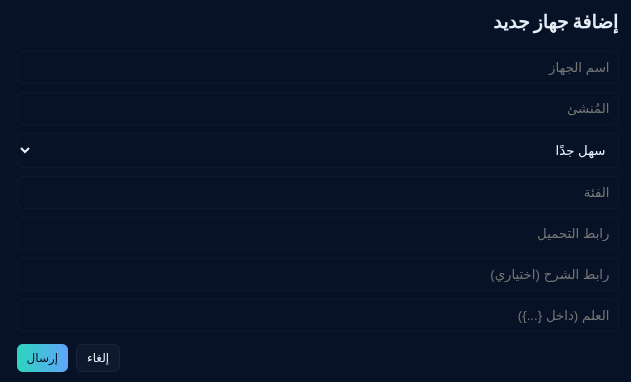 إضافة جهاز جديد
اسم الجهاز
المُنشئ
سهل جدًا
الفئة
رابط التحميل
رابط الشرح (اختياري)
العلم (داخل {...})
إلغاء
إرسال